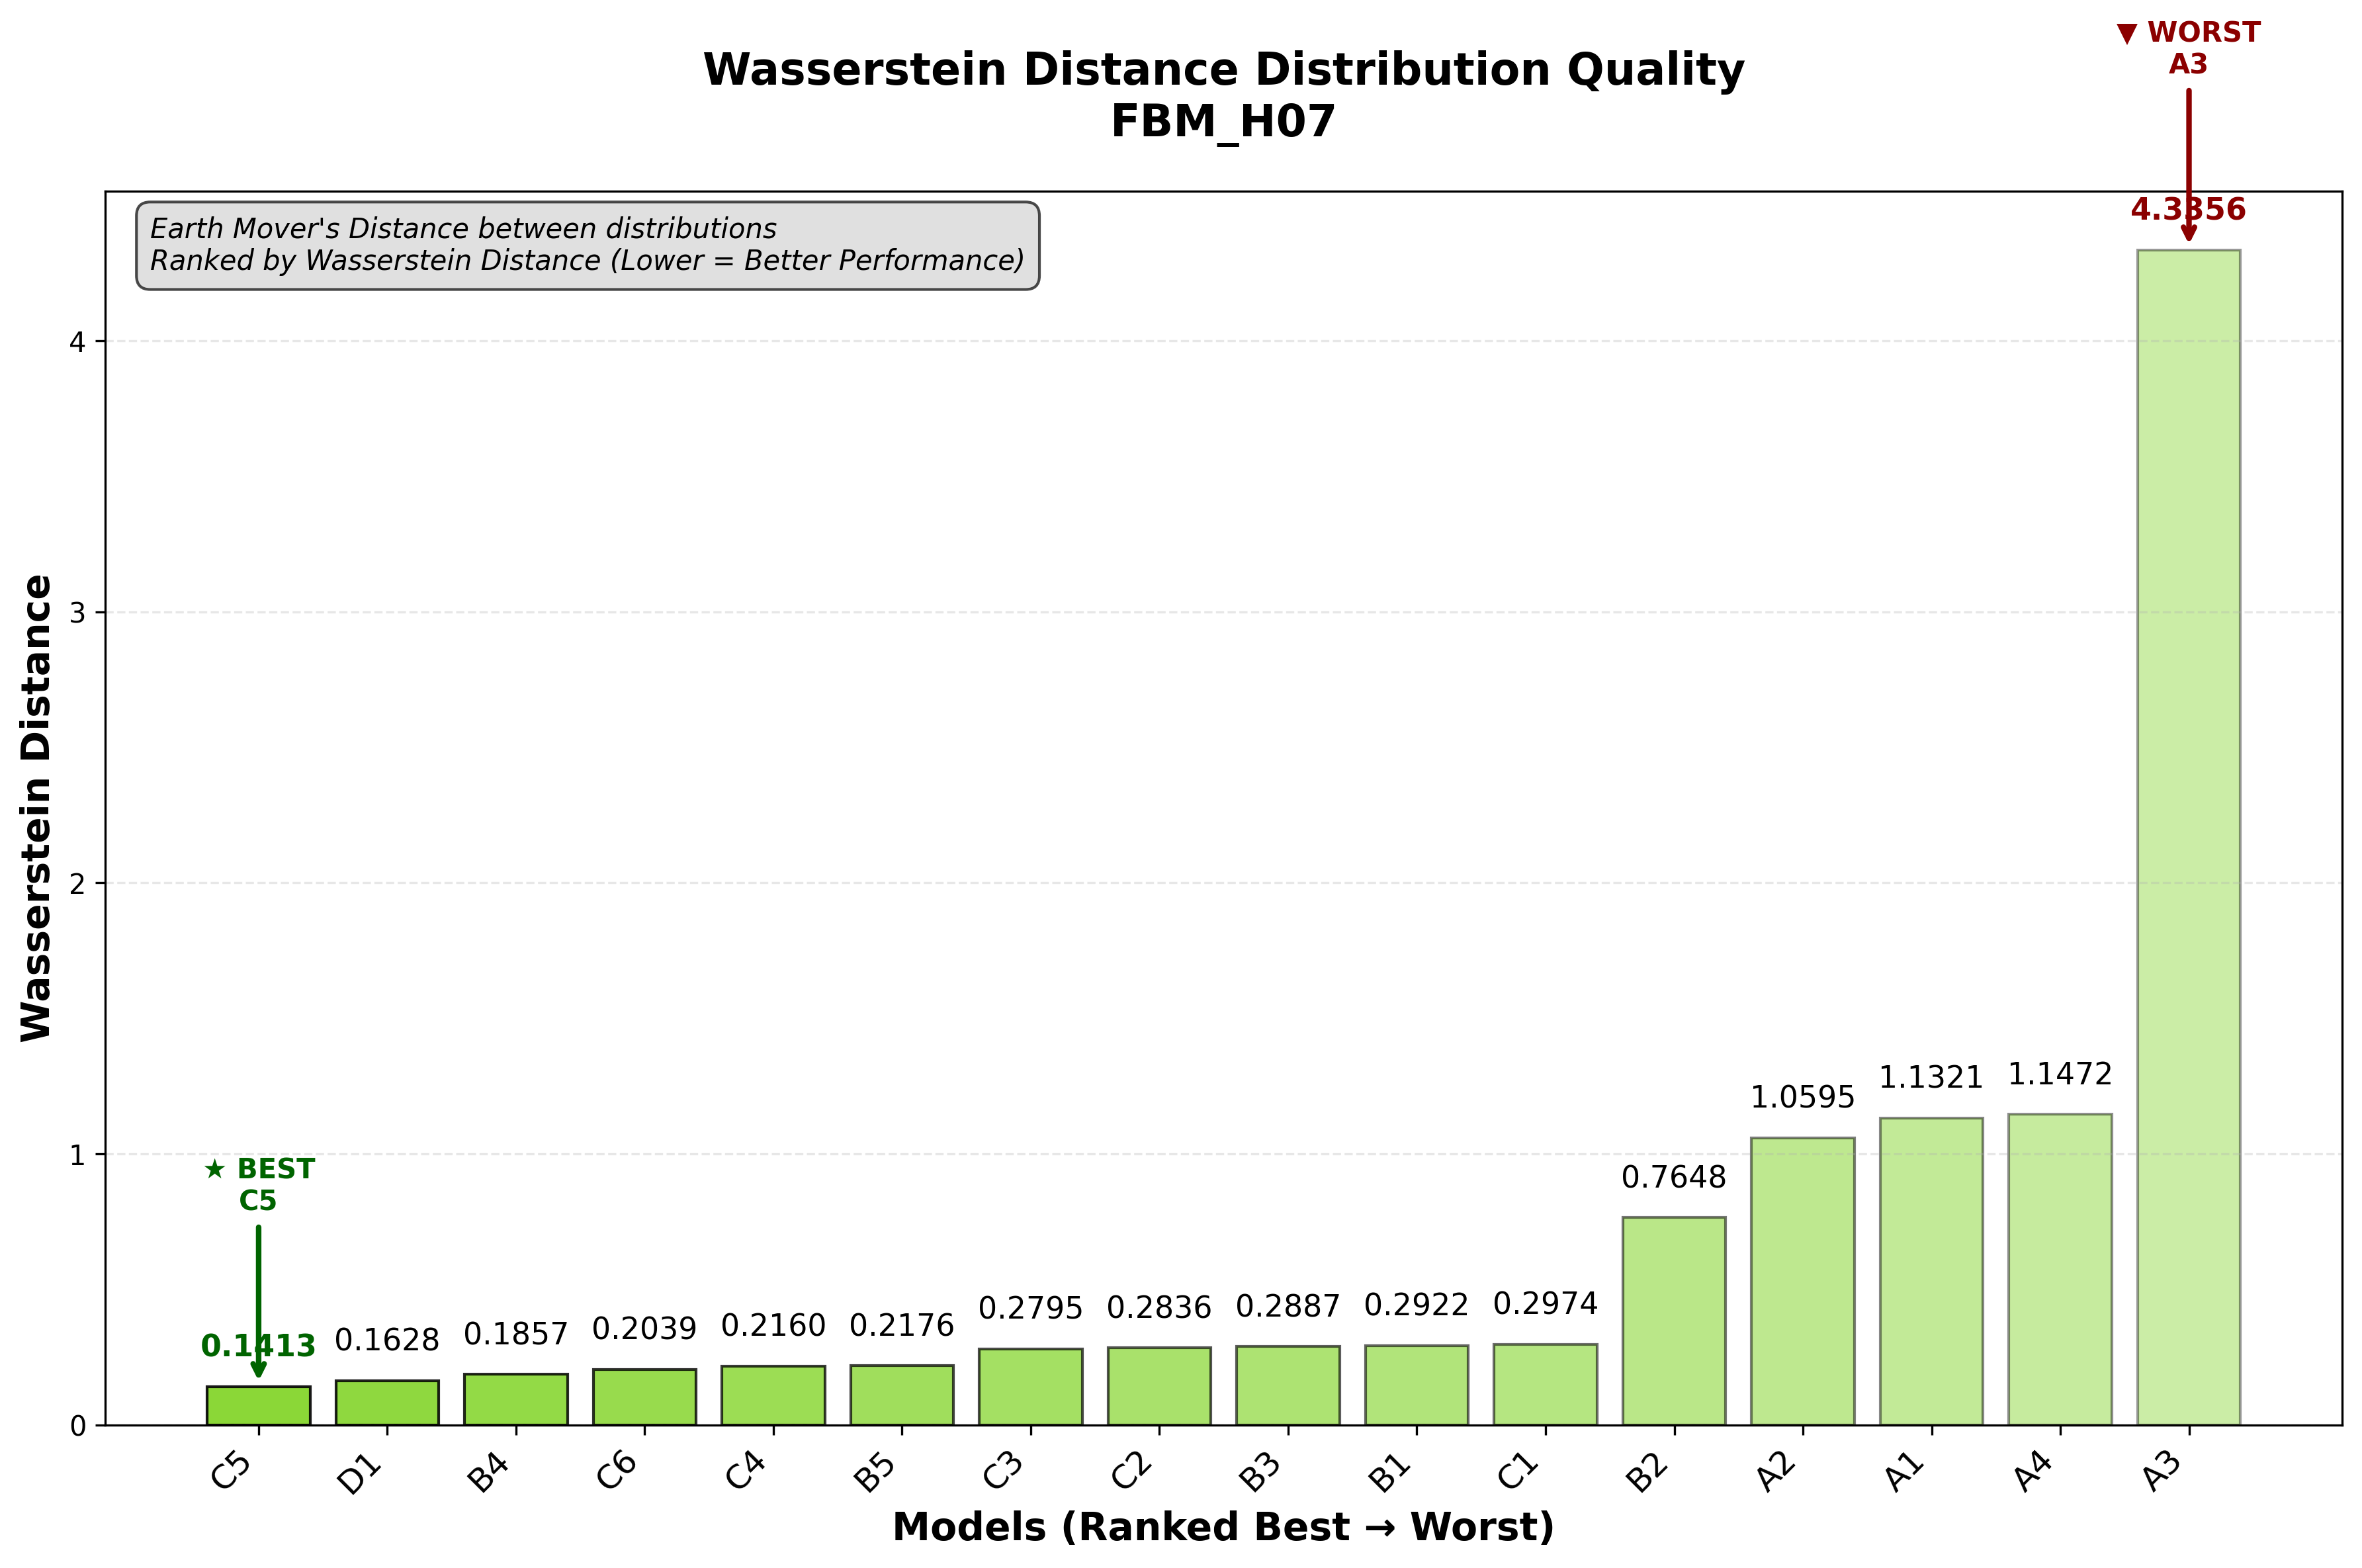 ▼ WORST
A3
Wasserstein Distance Distribution Quality
FBM_H07
Earth Mover's Distance between distributions
Ranked by Wasserstein Distance (Lower = Better Performance)
4.3356
Wasserstein Distance
4
3
2
1
0
★ BEST
C5
0.1413
0.1628
0.1857
0.2039
0.2160
0.2176
0.2795
0.2836
0.2887
0.2922
0.2974
0.7648
1.0595
1.1321
1.1472
C5
D1
B4
C6
C4
B5
C3
C2
B3
B1
C1
B2
A2
A1
A4
A3
Models (Ranked Best → Worst)